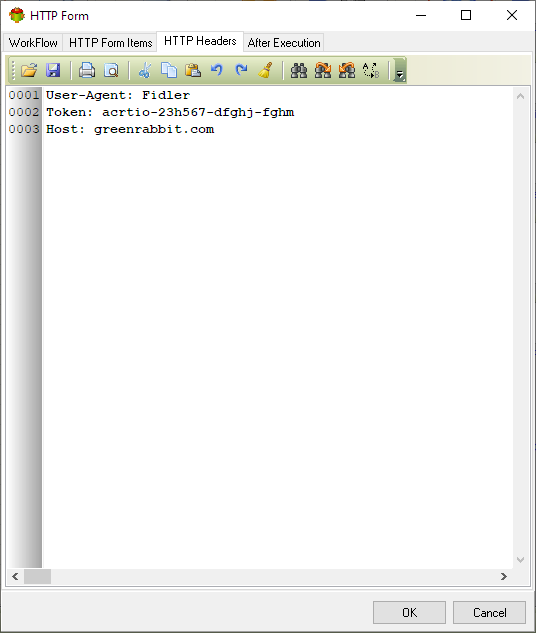 HTTP Form
WorkFlow HTTP Form Items HTTP Headers After Execution
0001 User-Agent: Fidler
0002 Token: acrtio-23h567-dfghj-fghm
0003 Host: greenrabbit.com
OK Cancel